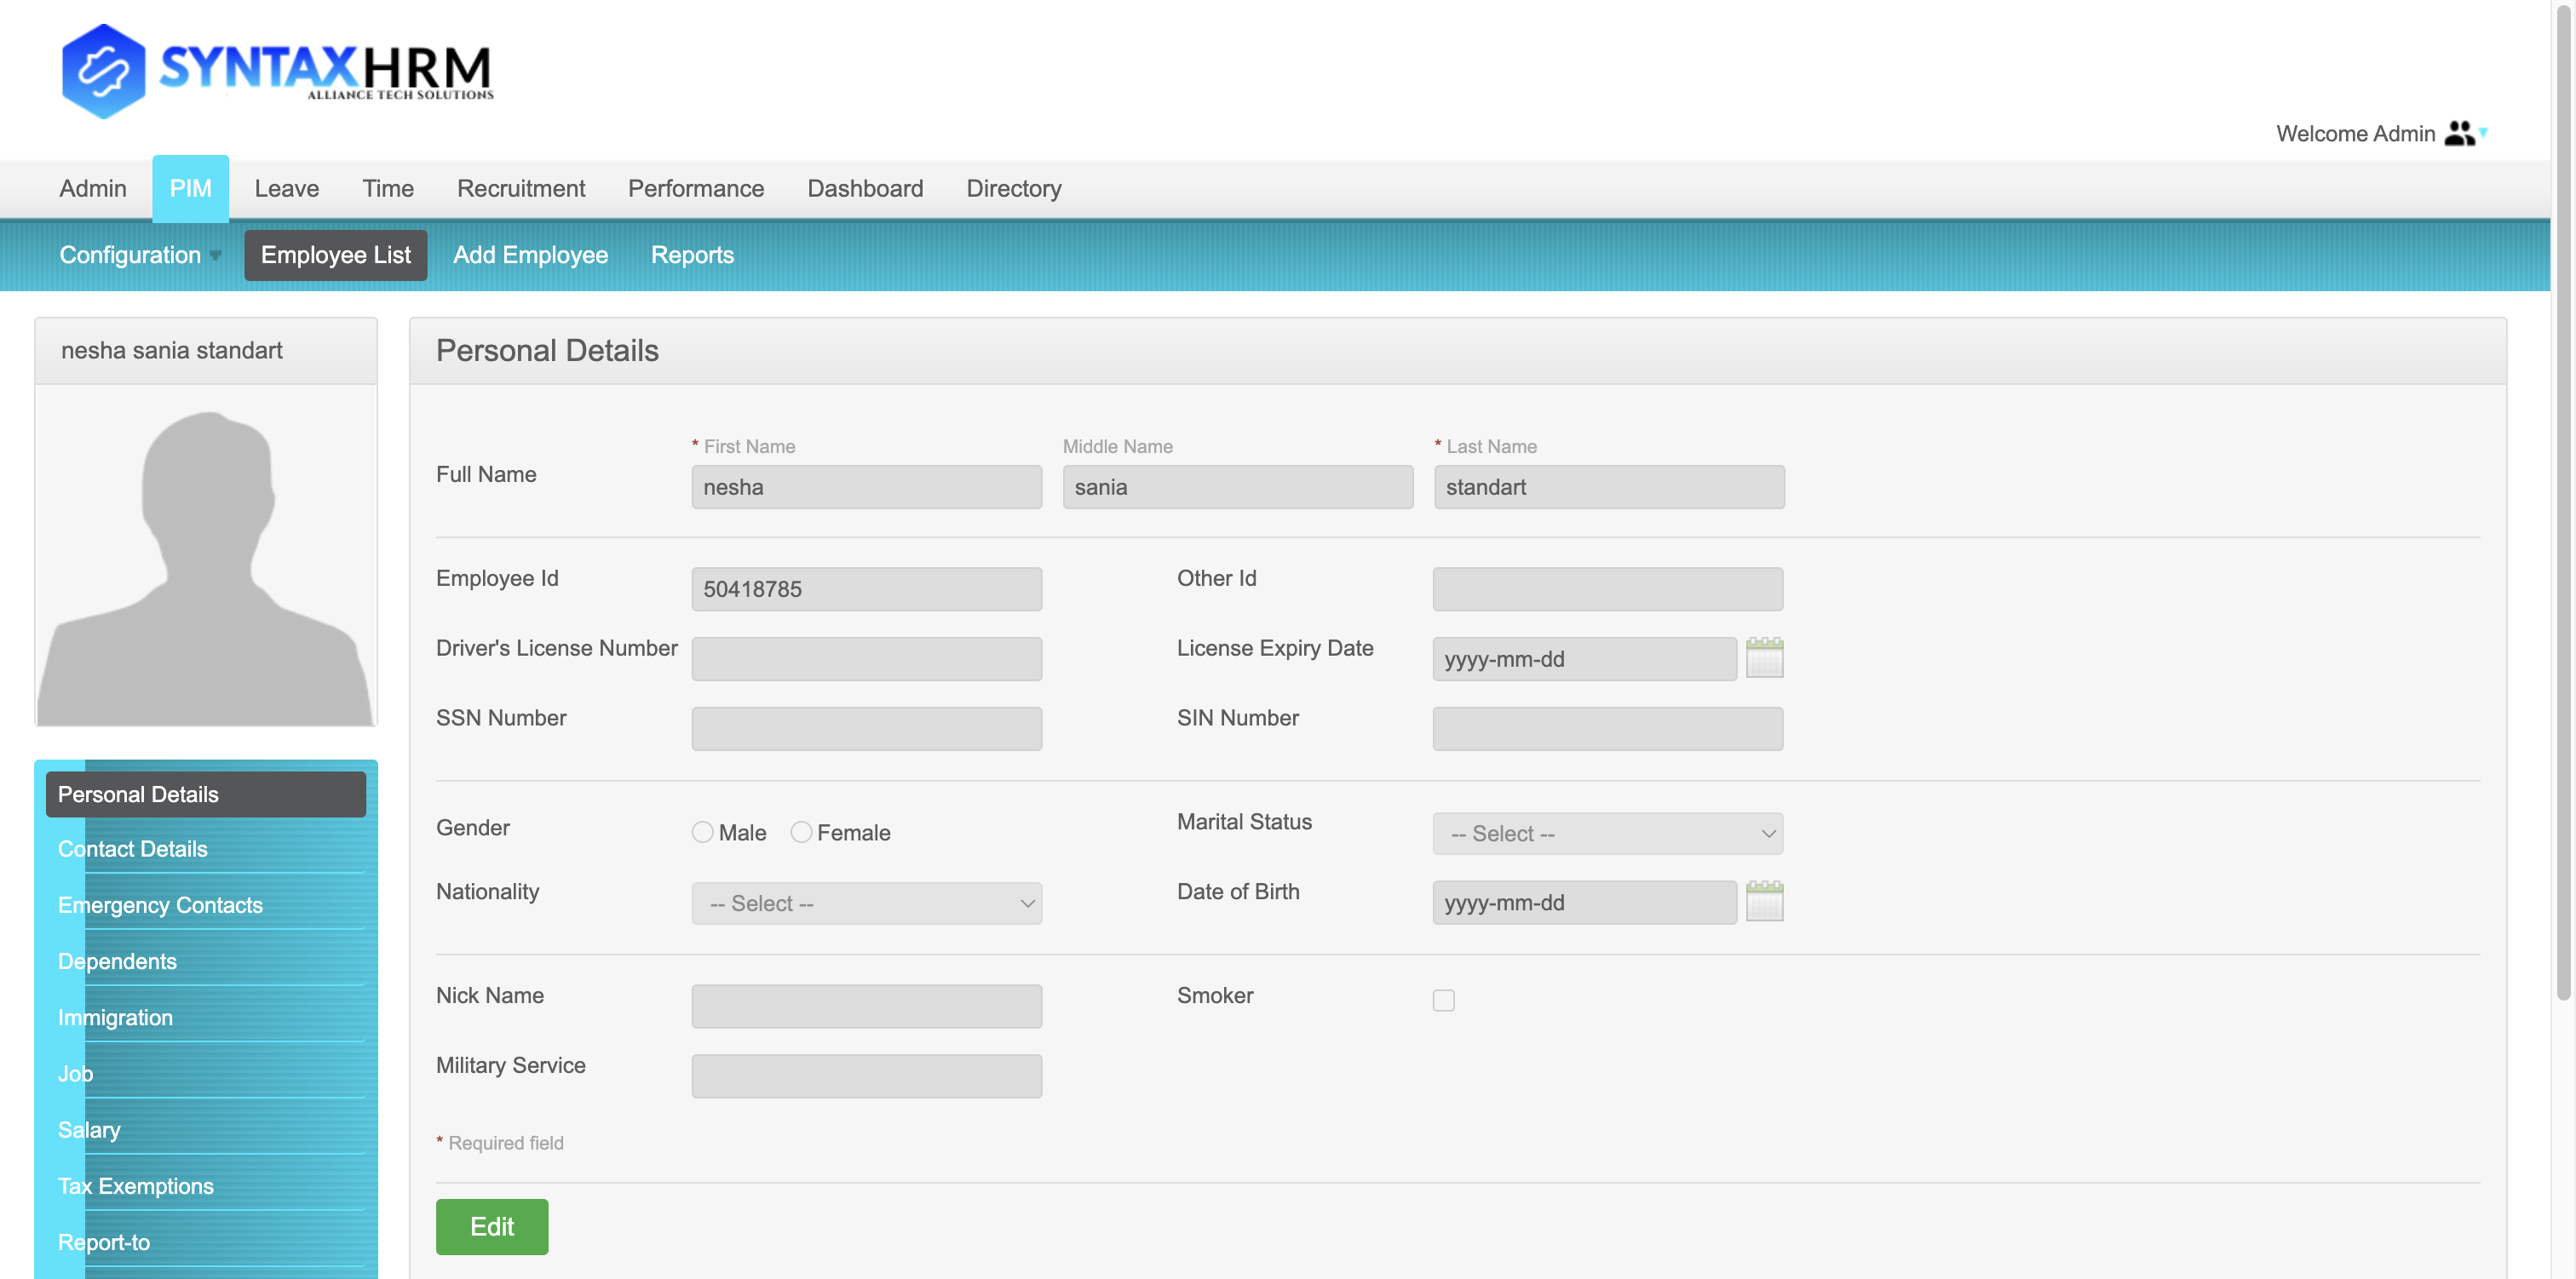 SYNTAXHRM
ALLIANCE TECH SOLUTIONS
Welcome Admin
Admin PIM Leave Time Recruitment Performance Dashboard Directory
Configuration Employee List Add Employee Reports
nesha sania standart
Personal Details
* First Name Middle Name * Last Name
Full Name nesha sania standart
Employee Id 50418785 Other Id
Driver's License Number License Expiry Date yyyy-mm-dd
SSN Number SIN Number
Gender Male Female Marital Status -- Select --
Nationality -- Select -- Date of Birth yyyy-mm-dd
Nick Name Smoker
Military Service
* Required field
Edit
Personal Details
Contact Details
Emergency Contacts
Dependents
Immigration
Job
Salary
Tax Exemptions
Report-to